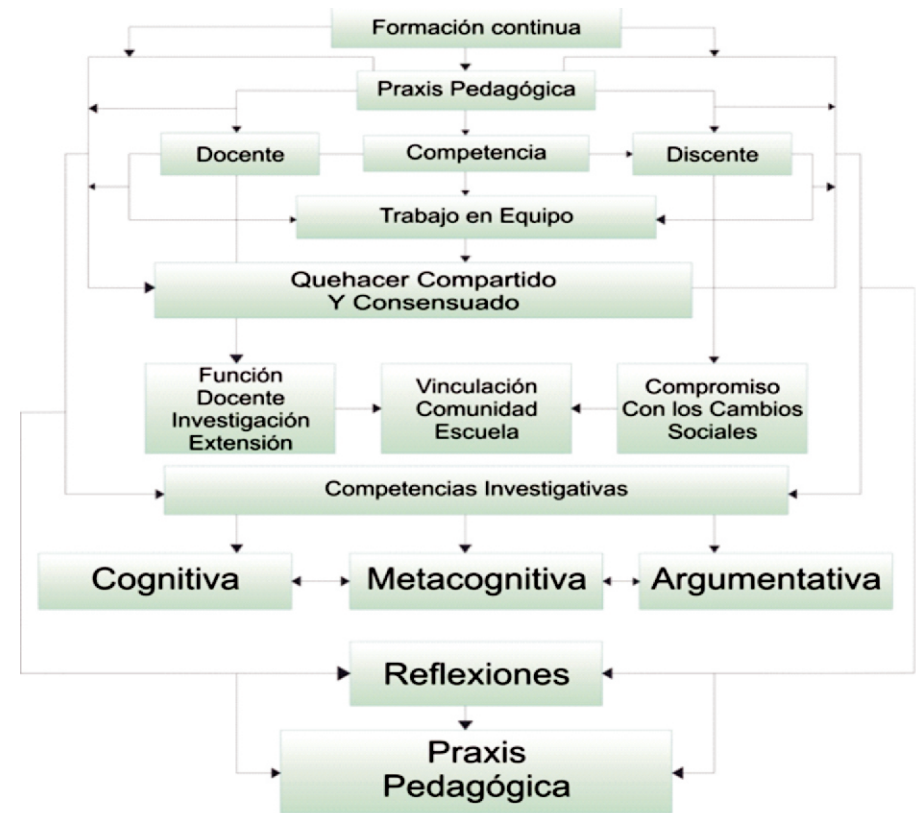 Formación continua
Praxis Pedagógica
Docente
Competencia
Discente
Trabajo en Equipo
Quehacer Compartido
Y Consensuado
Función
Docente
Investigación
Extensión
Vinculación
Comunidad
Escuela
Compromiso
Con los Cambios
Sociales
Competencias Investigativas
Cognitiva
Metacognitiva
Argumentativa
Reflexiones
Praxis
Pedagógica